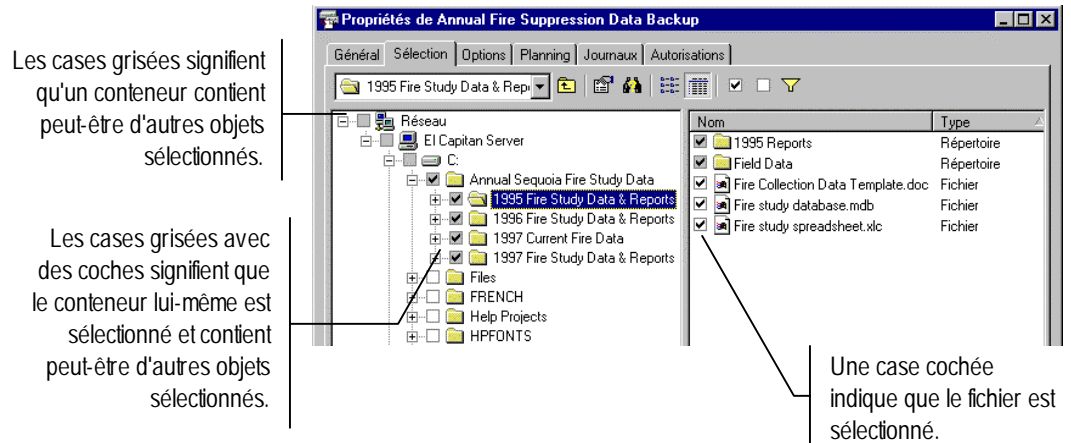 Propriétés de Annual Fire Suppression Data Backup
Général Sélection Options Planning Journaux Autorisations
1995 Fire Study Data & Rep
Les cases grisées signifient
qu'un conteneur contient
peut-être d'autres objets
sélectionnés.
Réseau
El Capitan Server
C:
Annual Sequoia Fire Study Data
1995 Fire Study Data & Reports
1996 Fire Study Data & Reports
1997 Current Fire Data
1997 Fire Study Data & Reports
Files
FRENCH
Help Projects
HPFONTS
Nom Type
1995 Reports Répertoire
Field Data Répertoire
Fire Collection Data Template.doc Fichier
Fire study database.mdb Fichier
Fire study spreadsheet.xlc Fichier
Les cases grisées avec
des coches signifient que
le conteneur lui-même est
sélectionné et contient
peut-être d'autres objets
sélectionnés.
Une case cochée
indique que le fichier est
sélectionné.